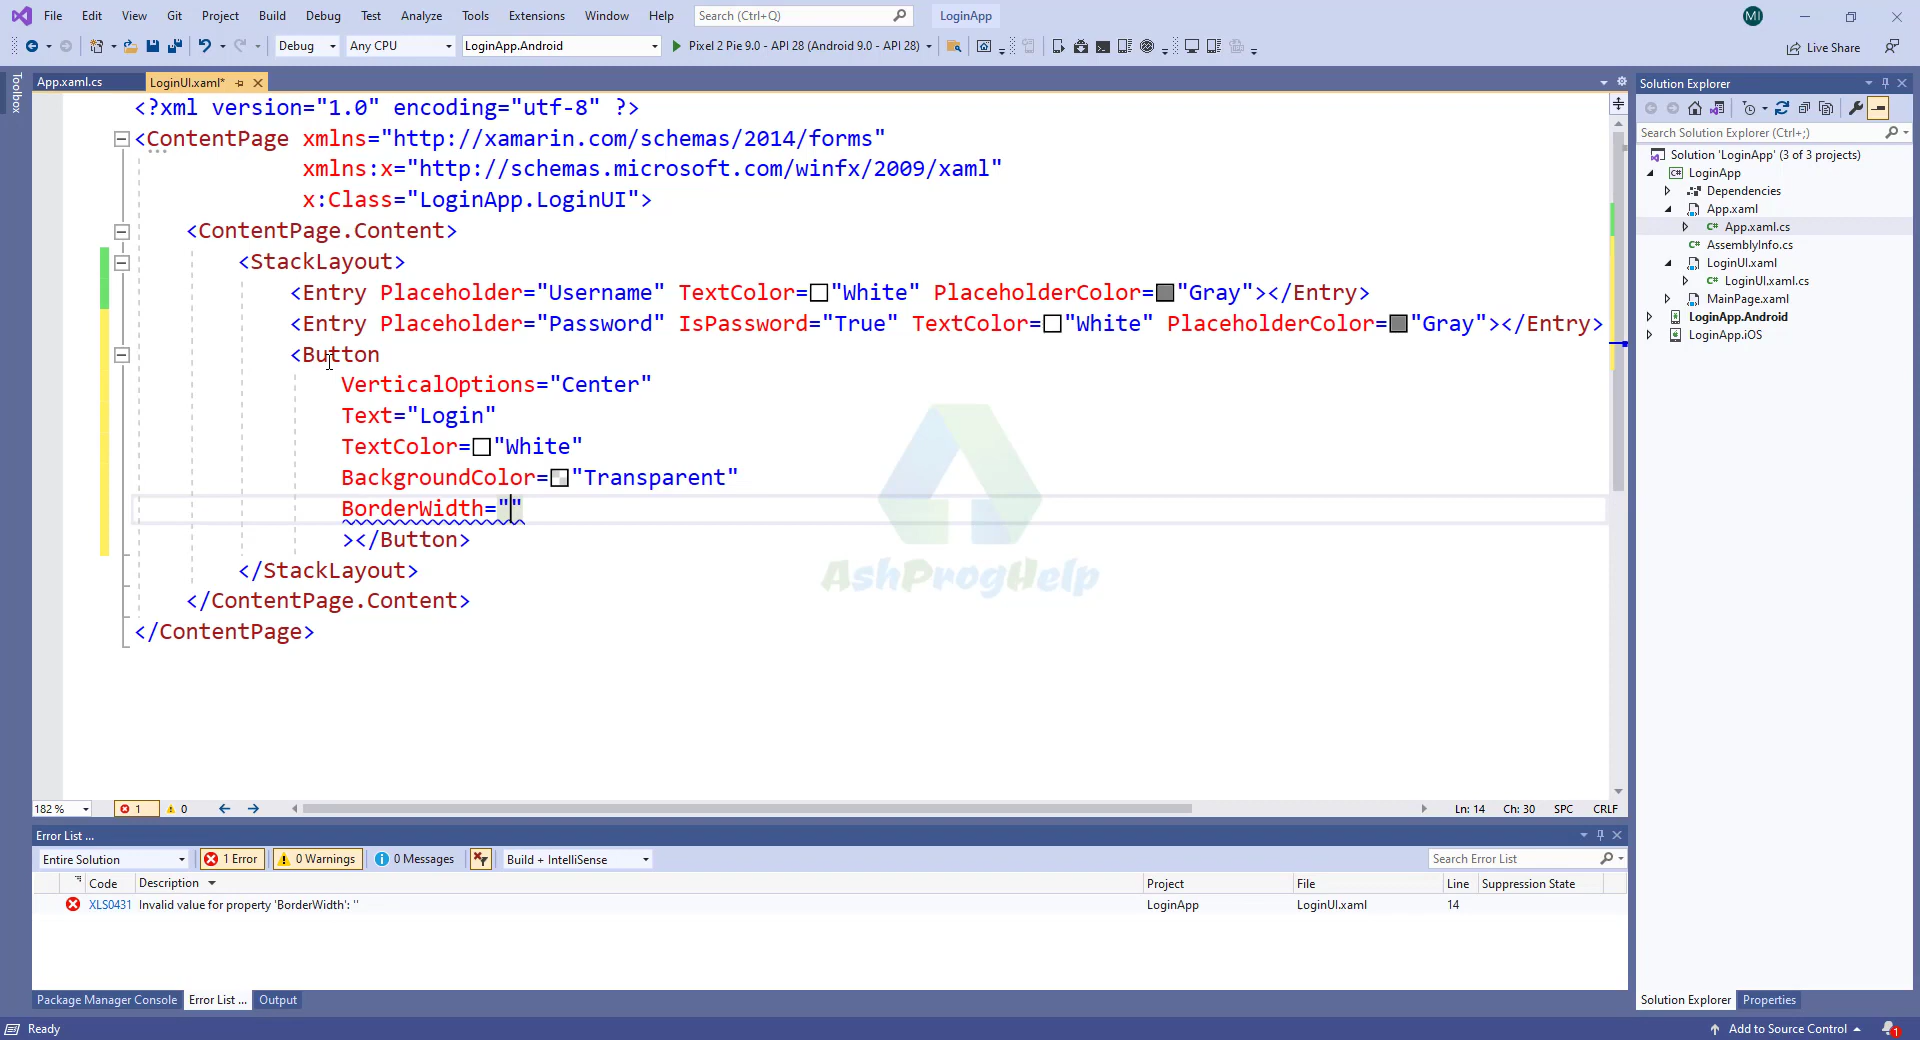 File Edit View Git Project Build Debug Test Analyze Tools Extensions Window Help Search (Ctrl+Q) LoginApp MI
Debug Any CPU LoginApp.Android Pixel 2 Pie 9.0 - API 28 (Android 9.0 - API 28) Live Share
Toolbox
App.xaml.cs LoginUI.xaml*
<?xml version="1.0" encoding="utf-8" ?>
<ContentPage xmlns="http://xamarin.com/schemas/2014/forms"
xmlns:x="http://schemas.microsoft.com/winfx/2009/xaml"
x:Class="LoginApp.LoginUI">
<ContentPage.Content>
<StackLayout>
<Entry Placeholder="Username" TextColor="White" PlaceholderColor="Gray"></Entry>
<Entry Placeholder="Password" IsPassword="True" TextColor="White" PlaceholderColor="Gray"></Entry>
<Button
VerticalOptions="Center"
Text="Login"
TextColor="White"
BackgroundColor="Transparent"
BorderWidth=""
></Button>
</StackLayout>
</ContentPage.Content>
</ContentPage>
AshProgHelp
182 % 1 0 Ln: 14 Ch: 30 SPC CRLF
Error List ...
Entire Solution 1 Error 0 Warnings 0 Messages Build + IntelliSense Search Error List
Code Description Project File Line Suppression State
XLS0431 Invalid value for property 'BorderWidth': '' LoginApp LoginUI.xaml 14
Package Manager Console Error List ... Output
Solution Explorer
Search Solution Explorer (Ctrl+;)
Solution 'LoginApp' (3 of 3 projects)
LoginApp
Dependencies
App.xaml
App.xaml.cs
AssemblyInfo.cs
LoginUI.xaml
LoginUI.xaml.cs
MainPage.xaml
LoginApp.Android
LoginApp.iOS
Solution Explorer Properties
Ready Add to Source Control 1